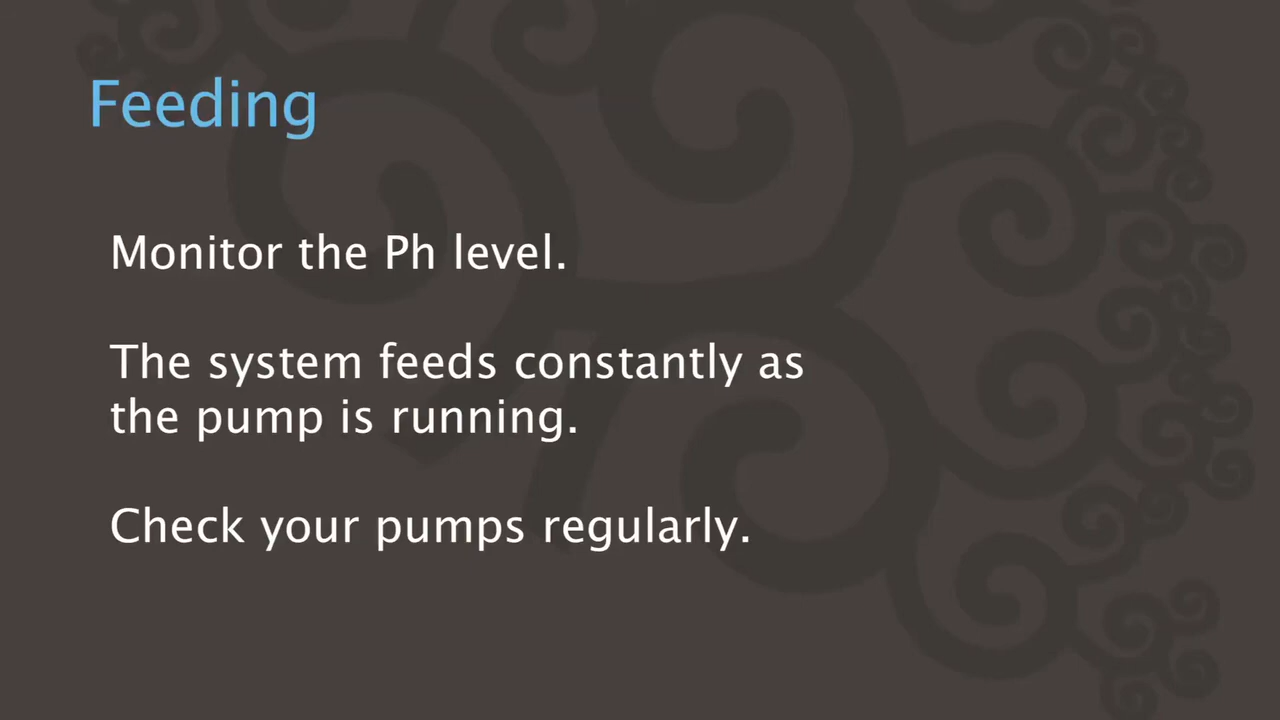 Feeding
Monitor the Ph level.
The system feeds constantly as
the pump is running.
Check your pumps regularly.